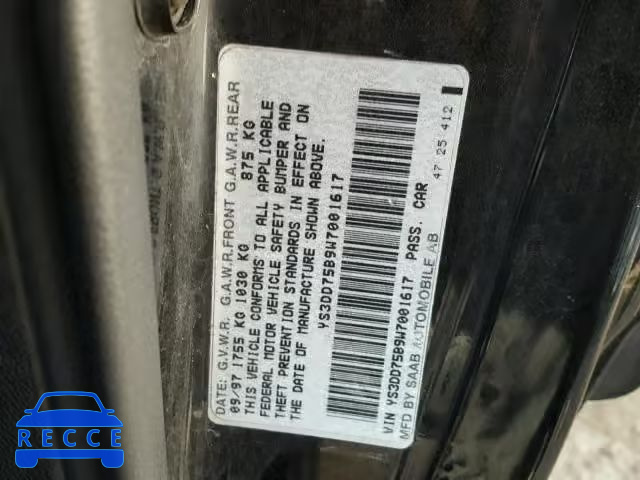 DATE: G.V.W.R. G.A.W.R.FRONT G.A.W.R.REAR
09/97 1755 KG 1030 KG 875 KG
THIS VEHICLE CONFORMS TO ALL APPLICABLE
FEDERAL MOTOR VEHICLE SAFETY BUMPER AND
THEFT PREVENTION STANDARDS IN EFFECT ON
THE DATE OF MANUFACTURE SHOWN ABOVE.
YS3DD75B9W7001617
VIN YS3DD75B9W7001617 PASS. CAR 47 25 412
MFD BY SAAB AUTOMOBILE AB
RECCE